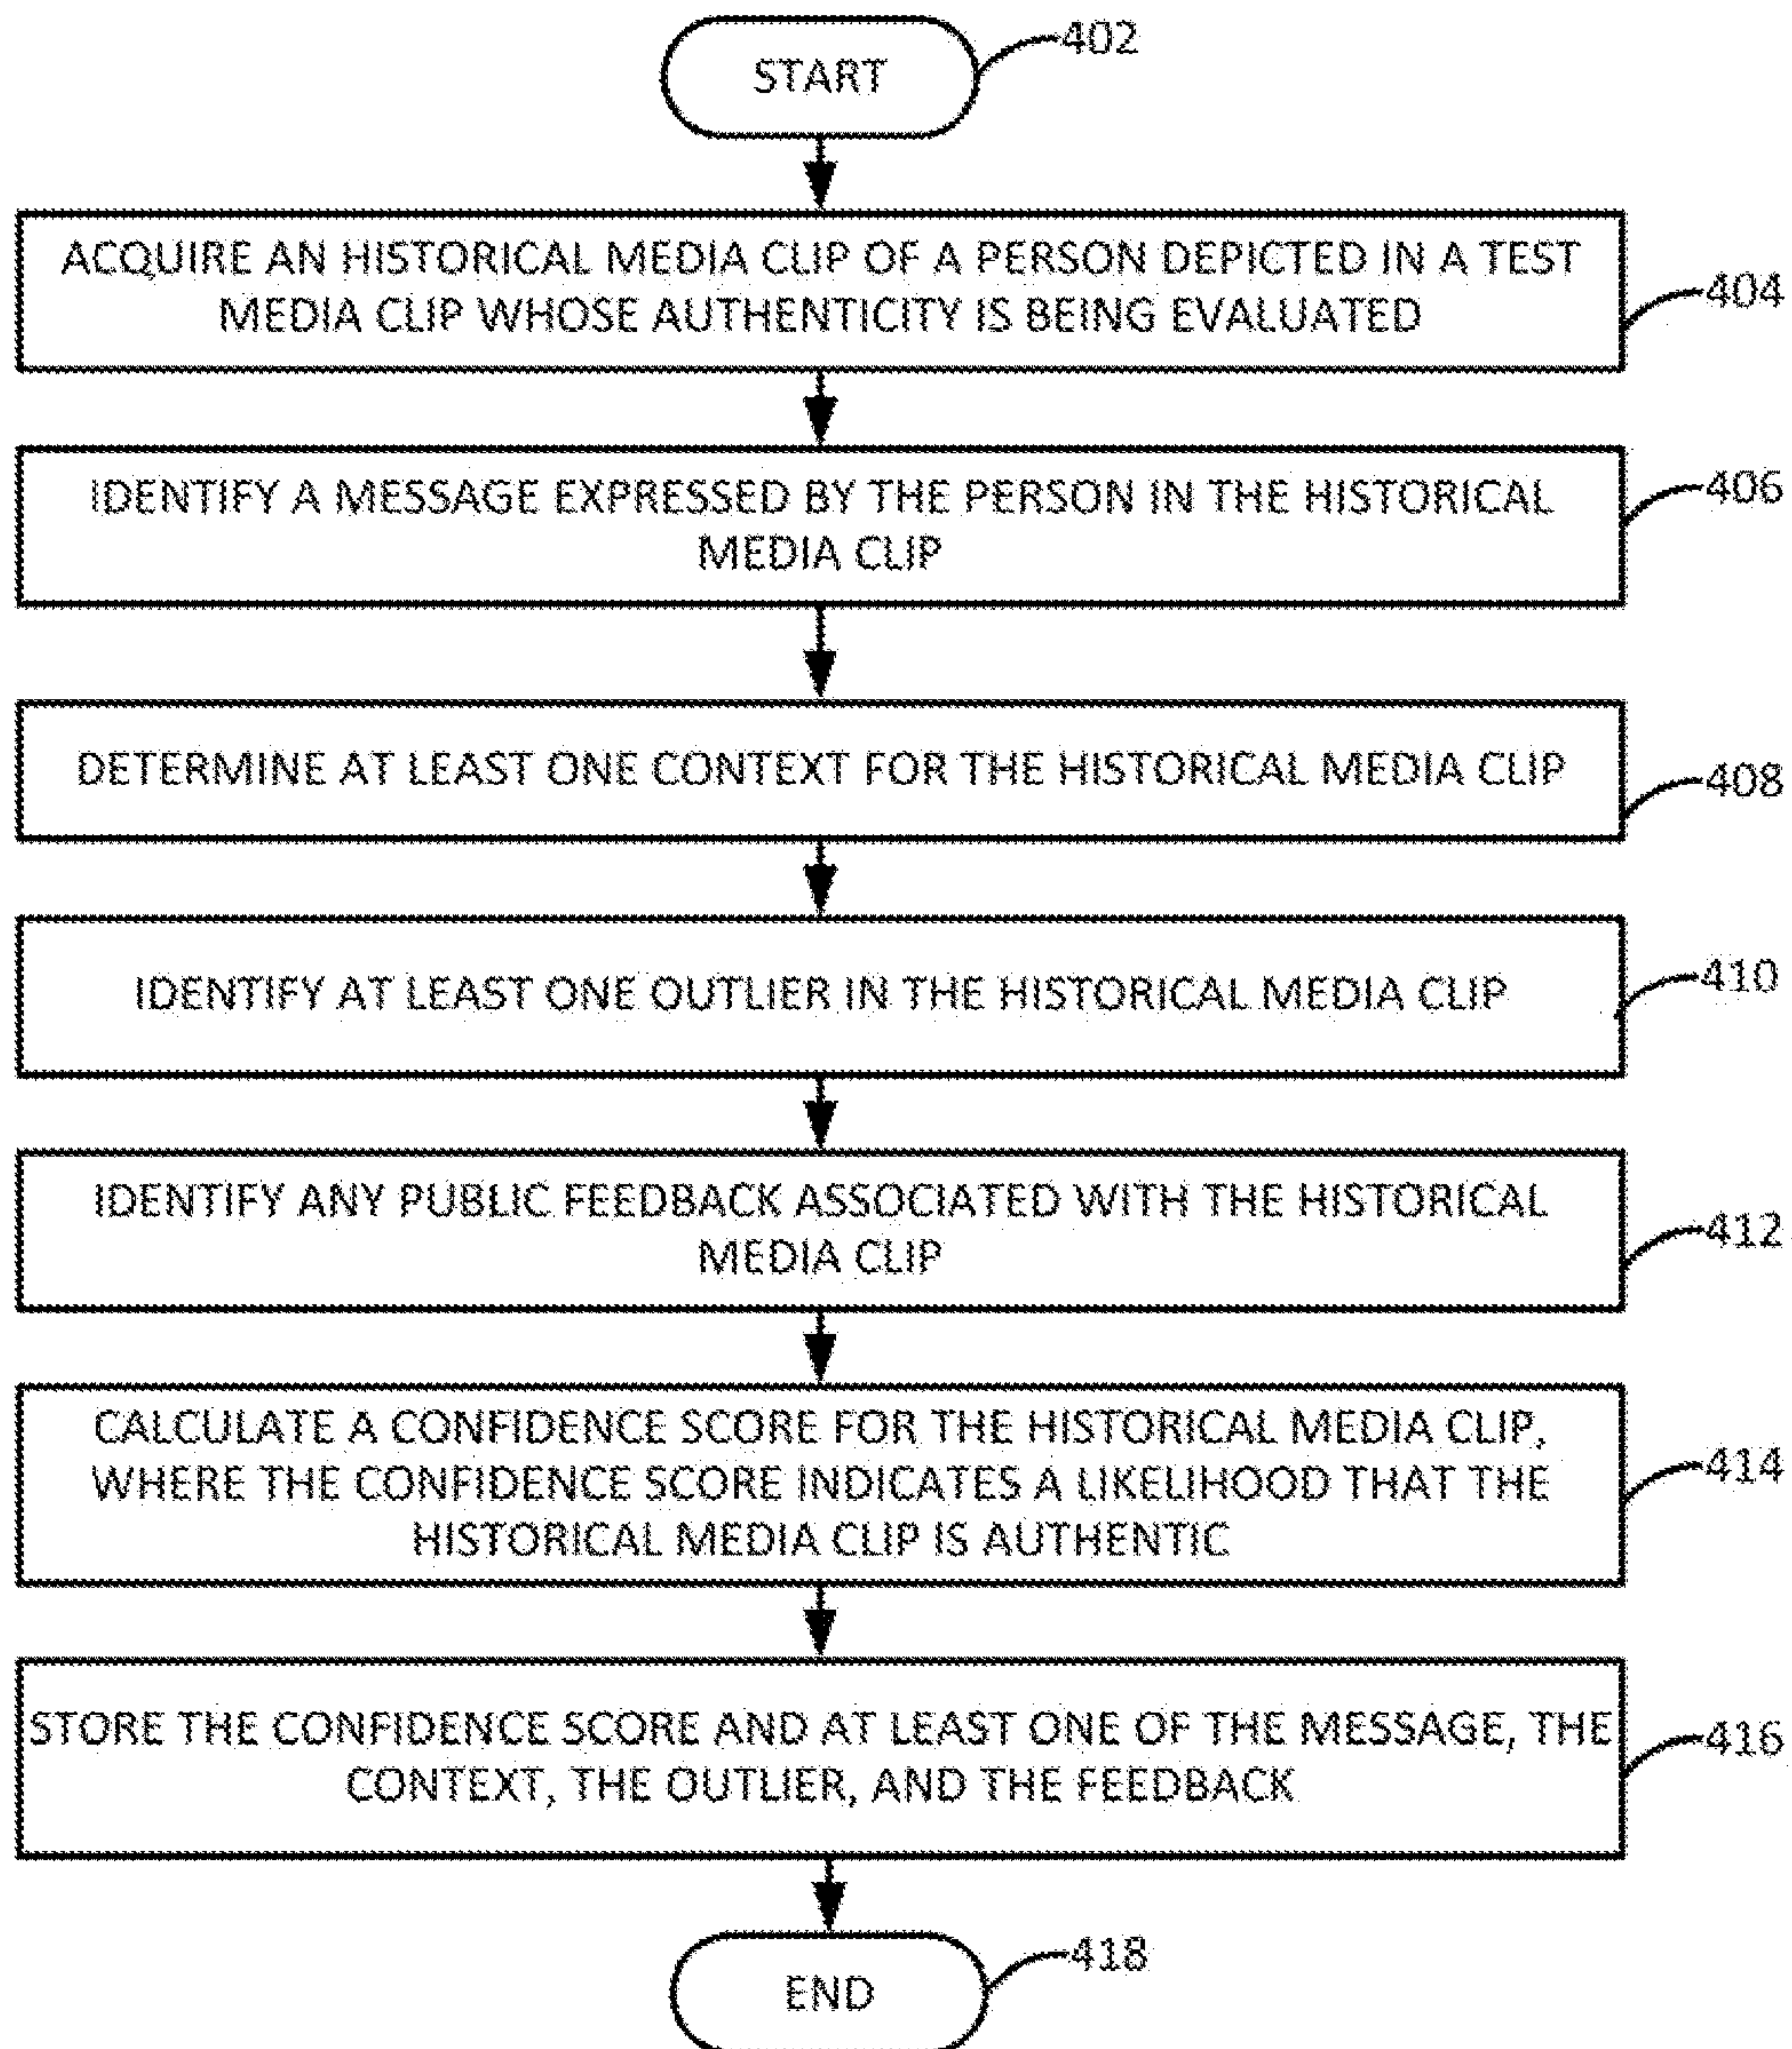 START
402
ACQUIRE AN HISTORICAL MEDIA CLIP OF A PERSON DEPICTED IN A TEST
MEDIA CLIP WHOSE AUTHENTICITY IS BEING EVALUATED
404
IDENTIFY A MESSAGE EXPRESSED BY THE PERSON IN THE HISTORICAL
MEDIA CLIP
406
DETERMINE AT LEAST ONE CONTEXT FOR THE HISTORICAL MEDIA CLIP
408
IDENTIFY AT LEAST ONE OUTLIER IN THE HISTORICAL MEDIA CLIP
410
IDENTIFY ANY PUBLIC FEEDBACK ASSOCIATED WITH THE HISTORICAL
MEDIA CLIP
412
CALCULATE A CONFIDENCE SCORE FOR THE HISTORICAL MEDIA CLIP,
WHERE THE CONFIDENCE SCORE INDICATES A LIKELIHOOD THAT THE
HISTORICAL MEDIA CLIP IS AUTHENTIC
414
STORE THE CONFIDENCE SCORE AND AT LEAST ONE OF THE MESSAGE, THE
CONTEXT, THE OUTLIER, AND THE FEEDBACK
416
END
418